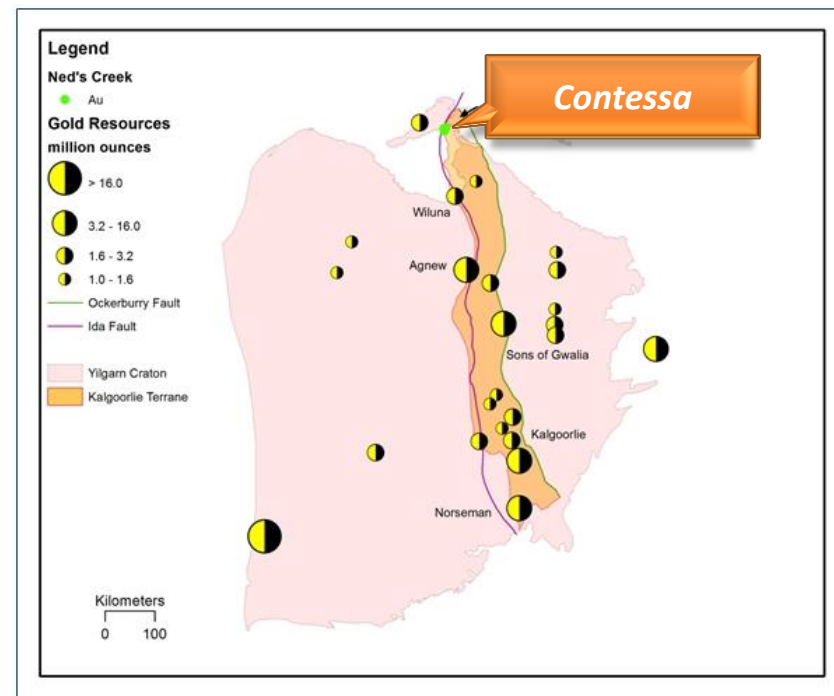 Legend
Ned's Creek
Au
Gold Resources
million ounces
> 16.0
3.2 - 16.0
1.6 - 3.2
1.0 - 1.6
Ockerburry Fault
Ida Fault
Yilgarn Craton
Kalgoorlie Terrane
Contessa
Wiluna
Agnew
Sons of Gwalia
Kalgoorlie
Norseman
Kilometers
0 100